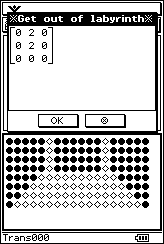 ※Get out of labyrinth※
0 2 0
0 2 0
0 0 0
OK ⊗
Trans000